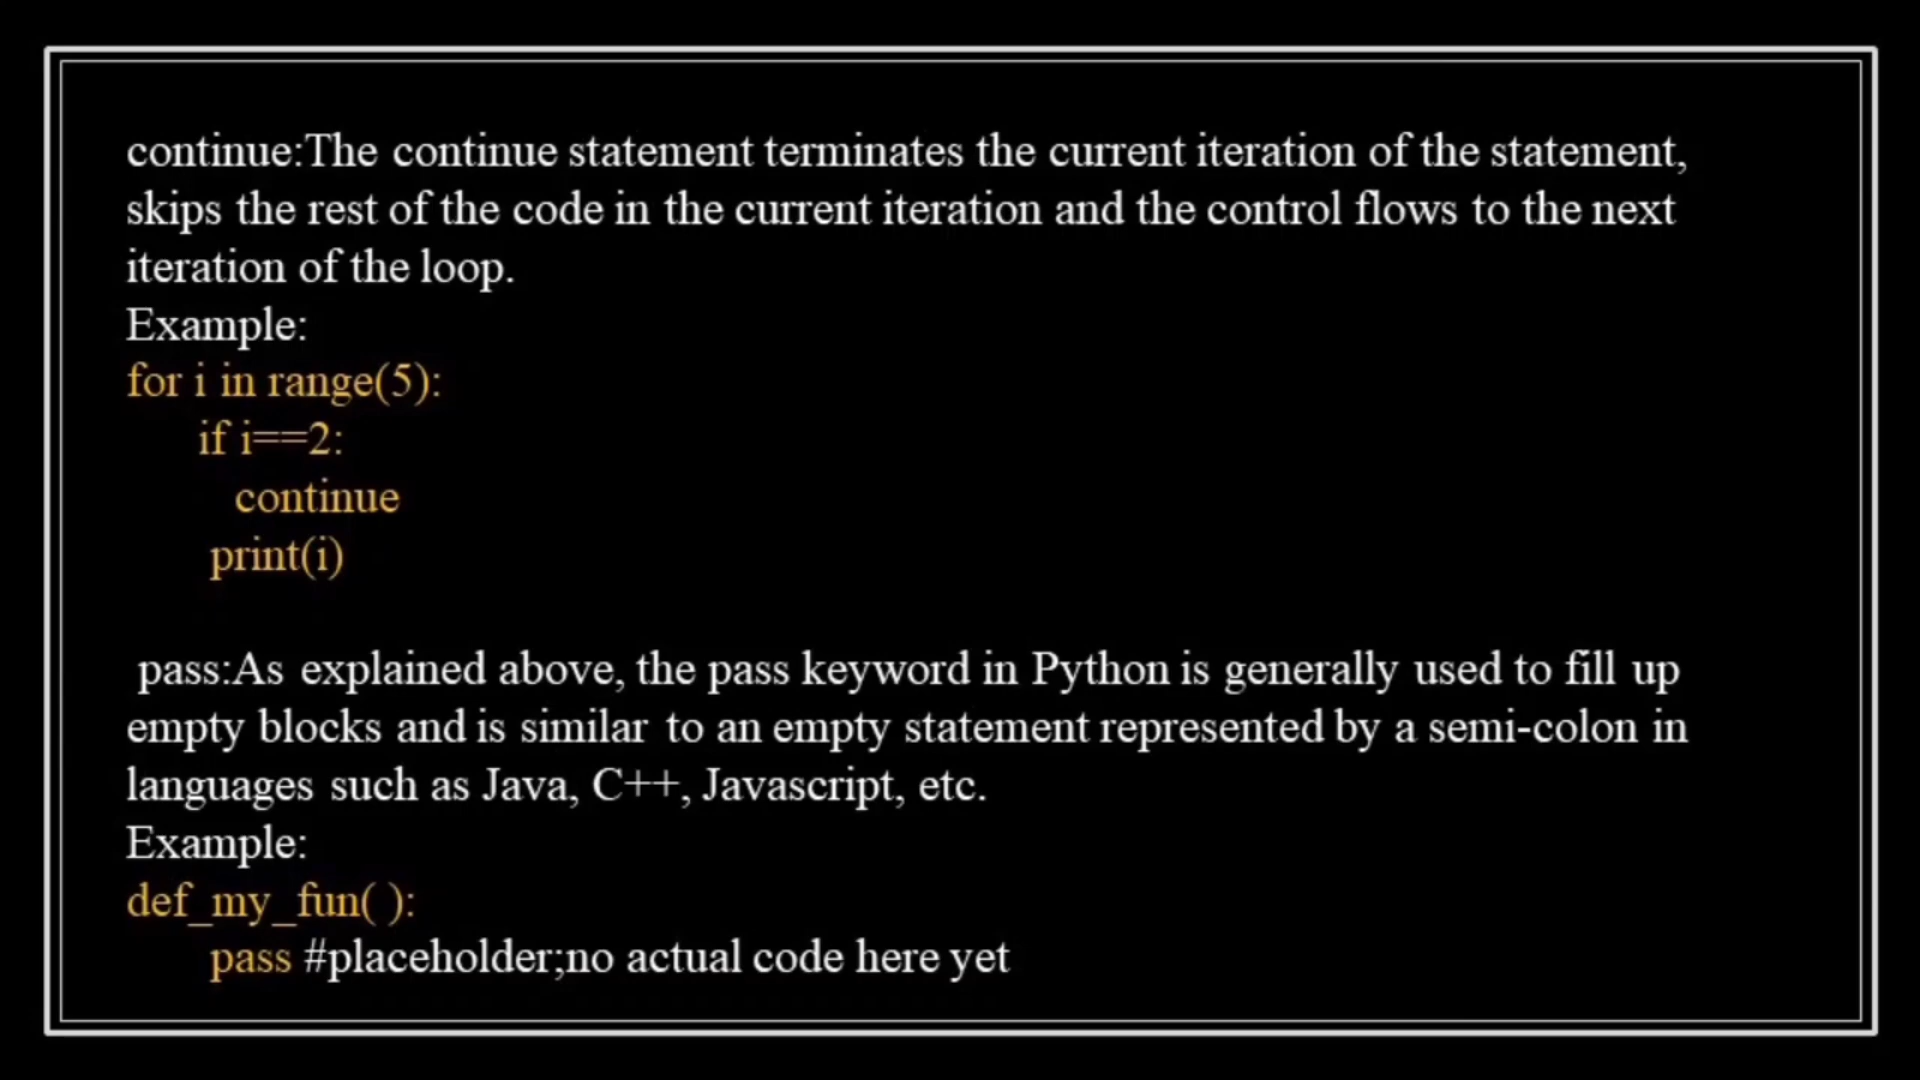 continue:The continue statement terminates the current iteration of the statement,
skips the rest of the code in the current iteration and the control flows to the next
iteration of the loop.
Example:
for i in range(5):
if i==2:
continue
print(i)
pass:As explained above, the pass keyword in Python is generally used to fill up
empty blocks and is similar to an empty statement represented by a semi-colon in
languages such as Java, C++, Javascript, etc.
Example:
def_my_fun( ):
pass #placeholder;no actual code here yet